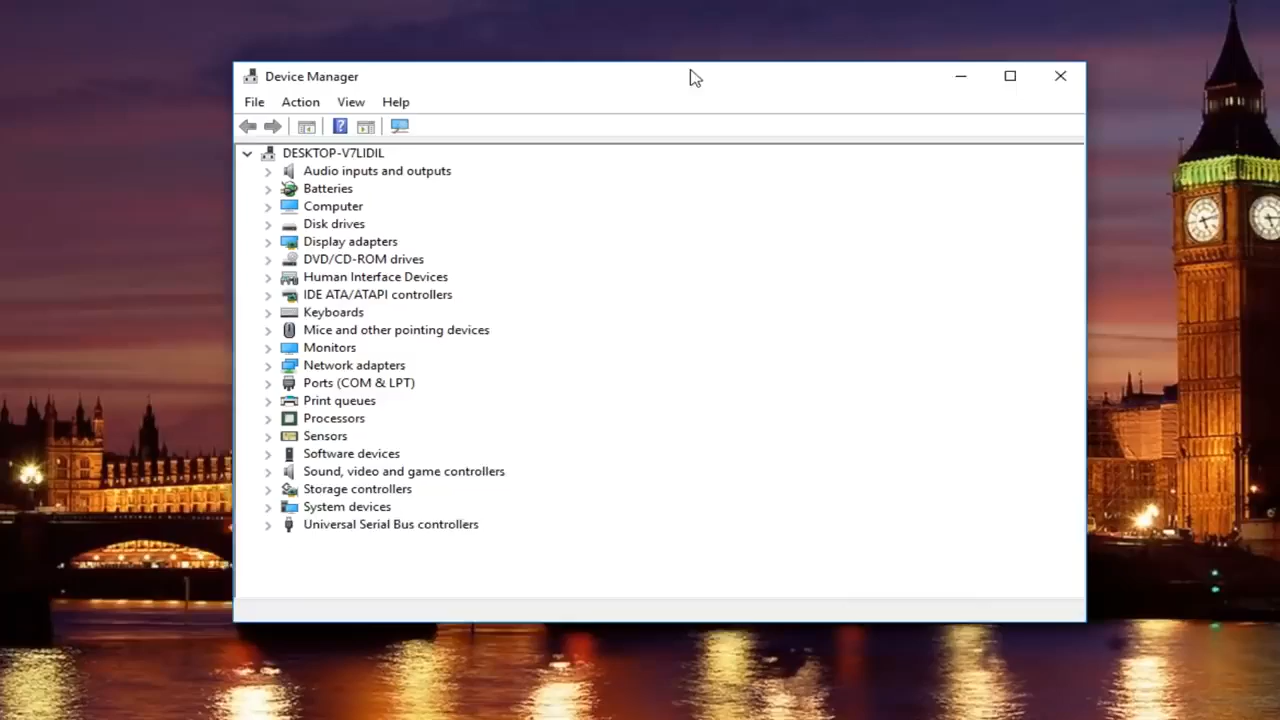 Device Manager
File Action View Help
DESKTOP-V7LIDIL
Audio inputs and outputs
Batteries
Computer
Disk drives
Display adapters
DVD/CD-ROM drives
Human Interface Devices
IDE ATA/ATAPI controllers
Keyboards
Mice and other pointing devices
Monitors
Network adapters
Ports (COM & LPT)
Print queues
Processors
Sensors
Software devices
Sound, video and game controllers
Storage controllers
System devices
Universal Serial Bus controllers